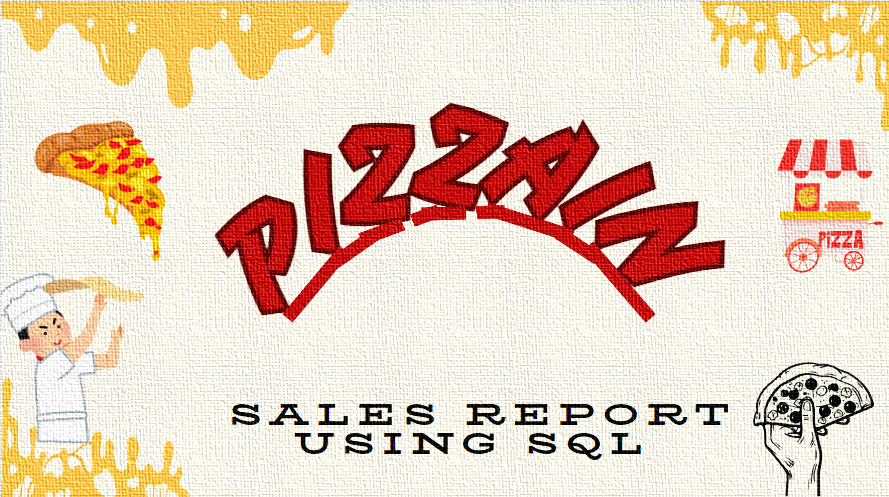 PIZZAIN
PIZZA
SALES REPORT
USING SQL